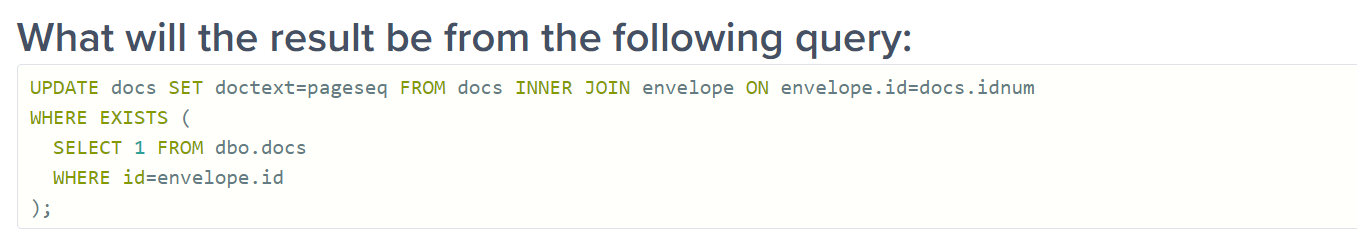 What will the result be from the following query:
UPDATE docs SET doctext=pageseq FROM docs INNER JOIN envelope ON envelope.id=docs.idnum
WHERE EXISTS (
  SELECT 1 FROM dbo.docs
  WHERE id=envelope.id
);